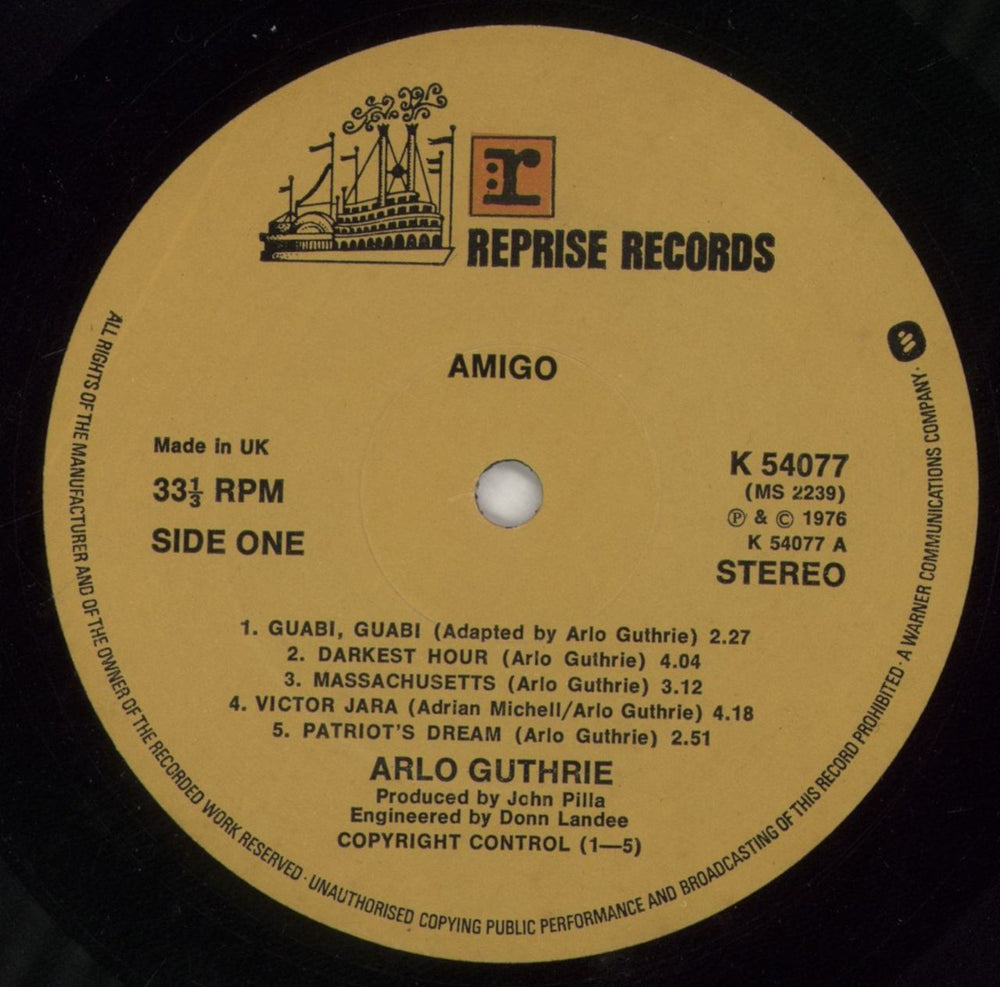 r
REPRISE RECORDS
AMIGO
Made in UK
33⅓ RPM
SIDE ONE
K 54077
(MS 2239)
Ⓟ & © 1976
K 54077 A
STEREO
1. GUABI, GUABI (Adapted by Arlo Guthrie) 2.27
2. DARKEST HOUR (Arlo Guthrie) 4.04
3. MASSACHUSETTS (Arlo Guthrie) 3.12
4. VICTOR JARA (Adrian Michell/Arlo Guthrie) 4.18
5. PATRIOT'S DREAM (Arlo Guthrie) 2.51
ARLO GUTHRIE
Produced by John Pilla
Engineered by Donn Landee
COPYRIGHT CONTROL (1—5)
ALL RIGHTS OF THE MANUFACTURER AND OF THE OWNER OF THE RECORDED WORK RESERVED · UNAUTHORISED COPYING PUBLIC PERFORMANCE AND BROADCASTING OF THIS RECORD PROHIBITED · A WARNER COMMUNICATIONS COMPANY ·